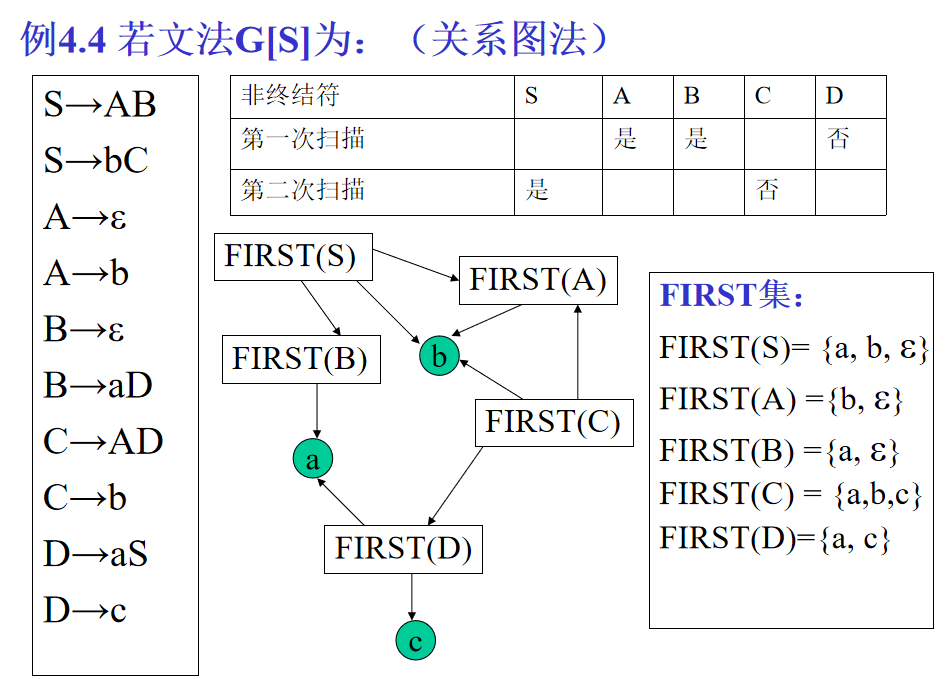 例4.4 若文法G[S]为：（关系图法）
S→AB
S→bC
A→ε
A→b
B→ε
B→aD
C→AD
C→b
D→aS
D→c
非终结符 S A B C D
第一次扫描 是 是 否
第二次扫描 是 否
FIRST(S)
FIRST(A)
FIRST(B)
b
FIRST(C)
a
FIRST(D)
c
FIRST集：
FIRST(S)= {a, b, ε}
FIRST(A) ={b, ε}
FIRST(B) ={a, ε}
FIRST(C) = {a,b,c}
FIRST(D)={a, c}